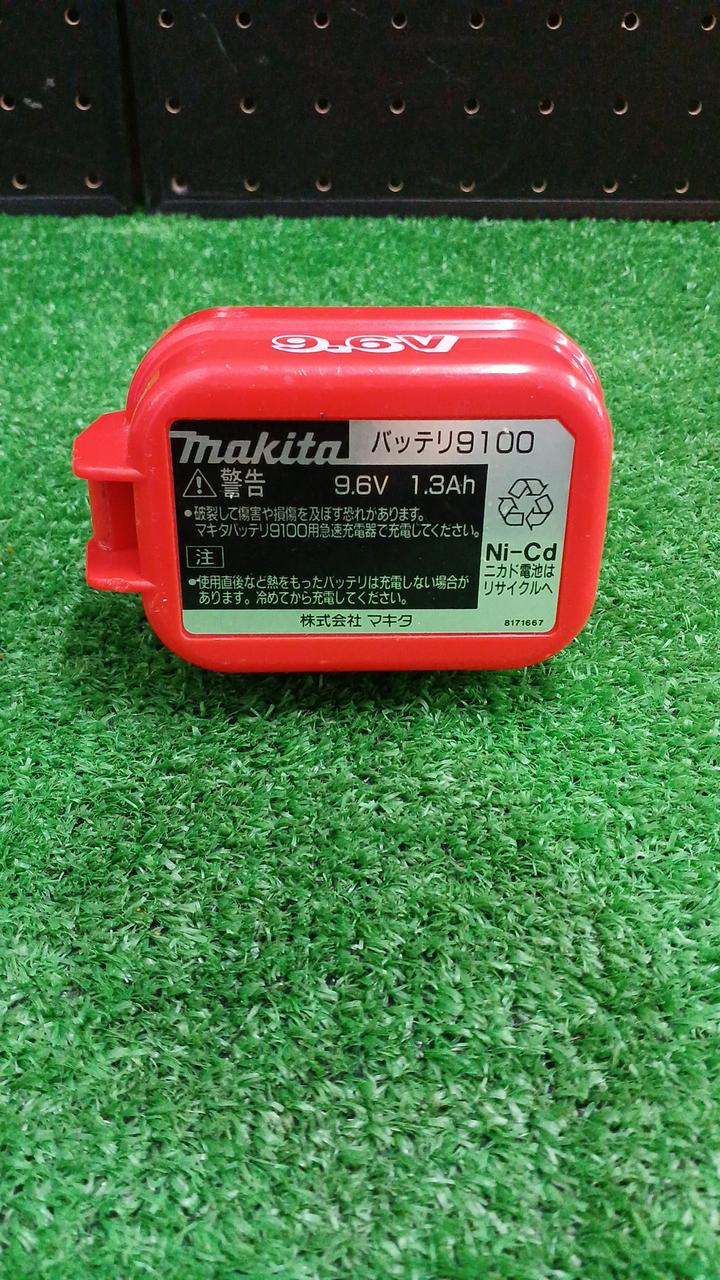 9.6V
makita バッテリ9100
警告 9.6V 1.3Ah
●破裂して傷害や損傷を及ぼす恐れがあります。
マキタバッテリ9100用急速充電器で充電してください。
注
●使用直後など熱をもったバッテリは充電しない場合が
あります。冷めてから充電してください。
Ni-Cd
ニカド電池は
リサイクルへ
株式会社 マキタ
8171667